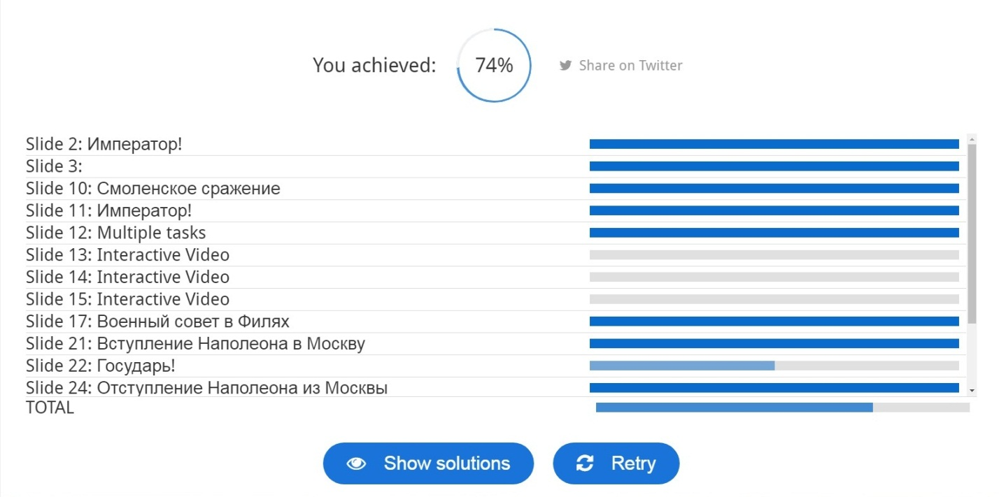 You achieved: 74% Share on Twitter
Slide 2: Император!
Slide 3:
Slide 10: Смоленское сражение
Slide 11: Император!
Slide 12: Multiple tasks
Slide 13: Interactive Video
Slide 14: Interactive Video
Slide 15: Interactive Video
Slide 17: Военный совет в Филях
Slide 21: Вступление Наполеона в Москву
Slide 22: Государь!
Slide 24: Отступление Наполеона из Москвы
TOTAL
Show solutions Retry